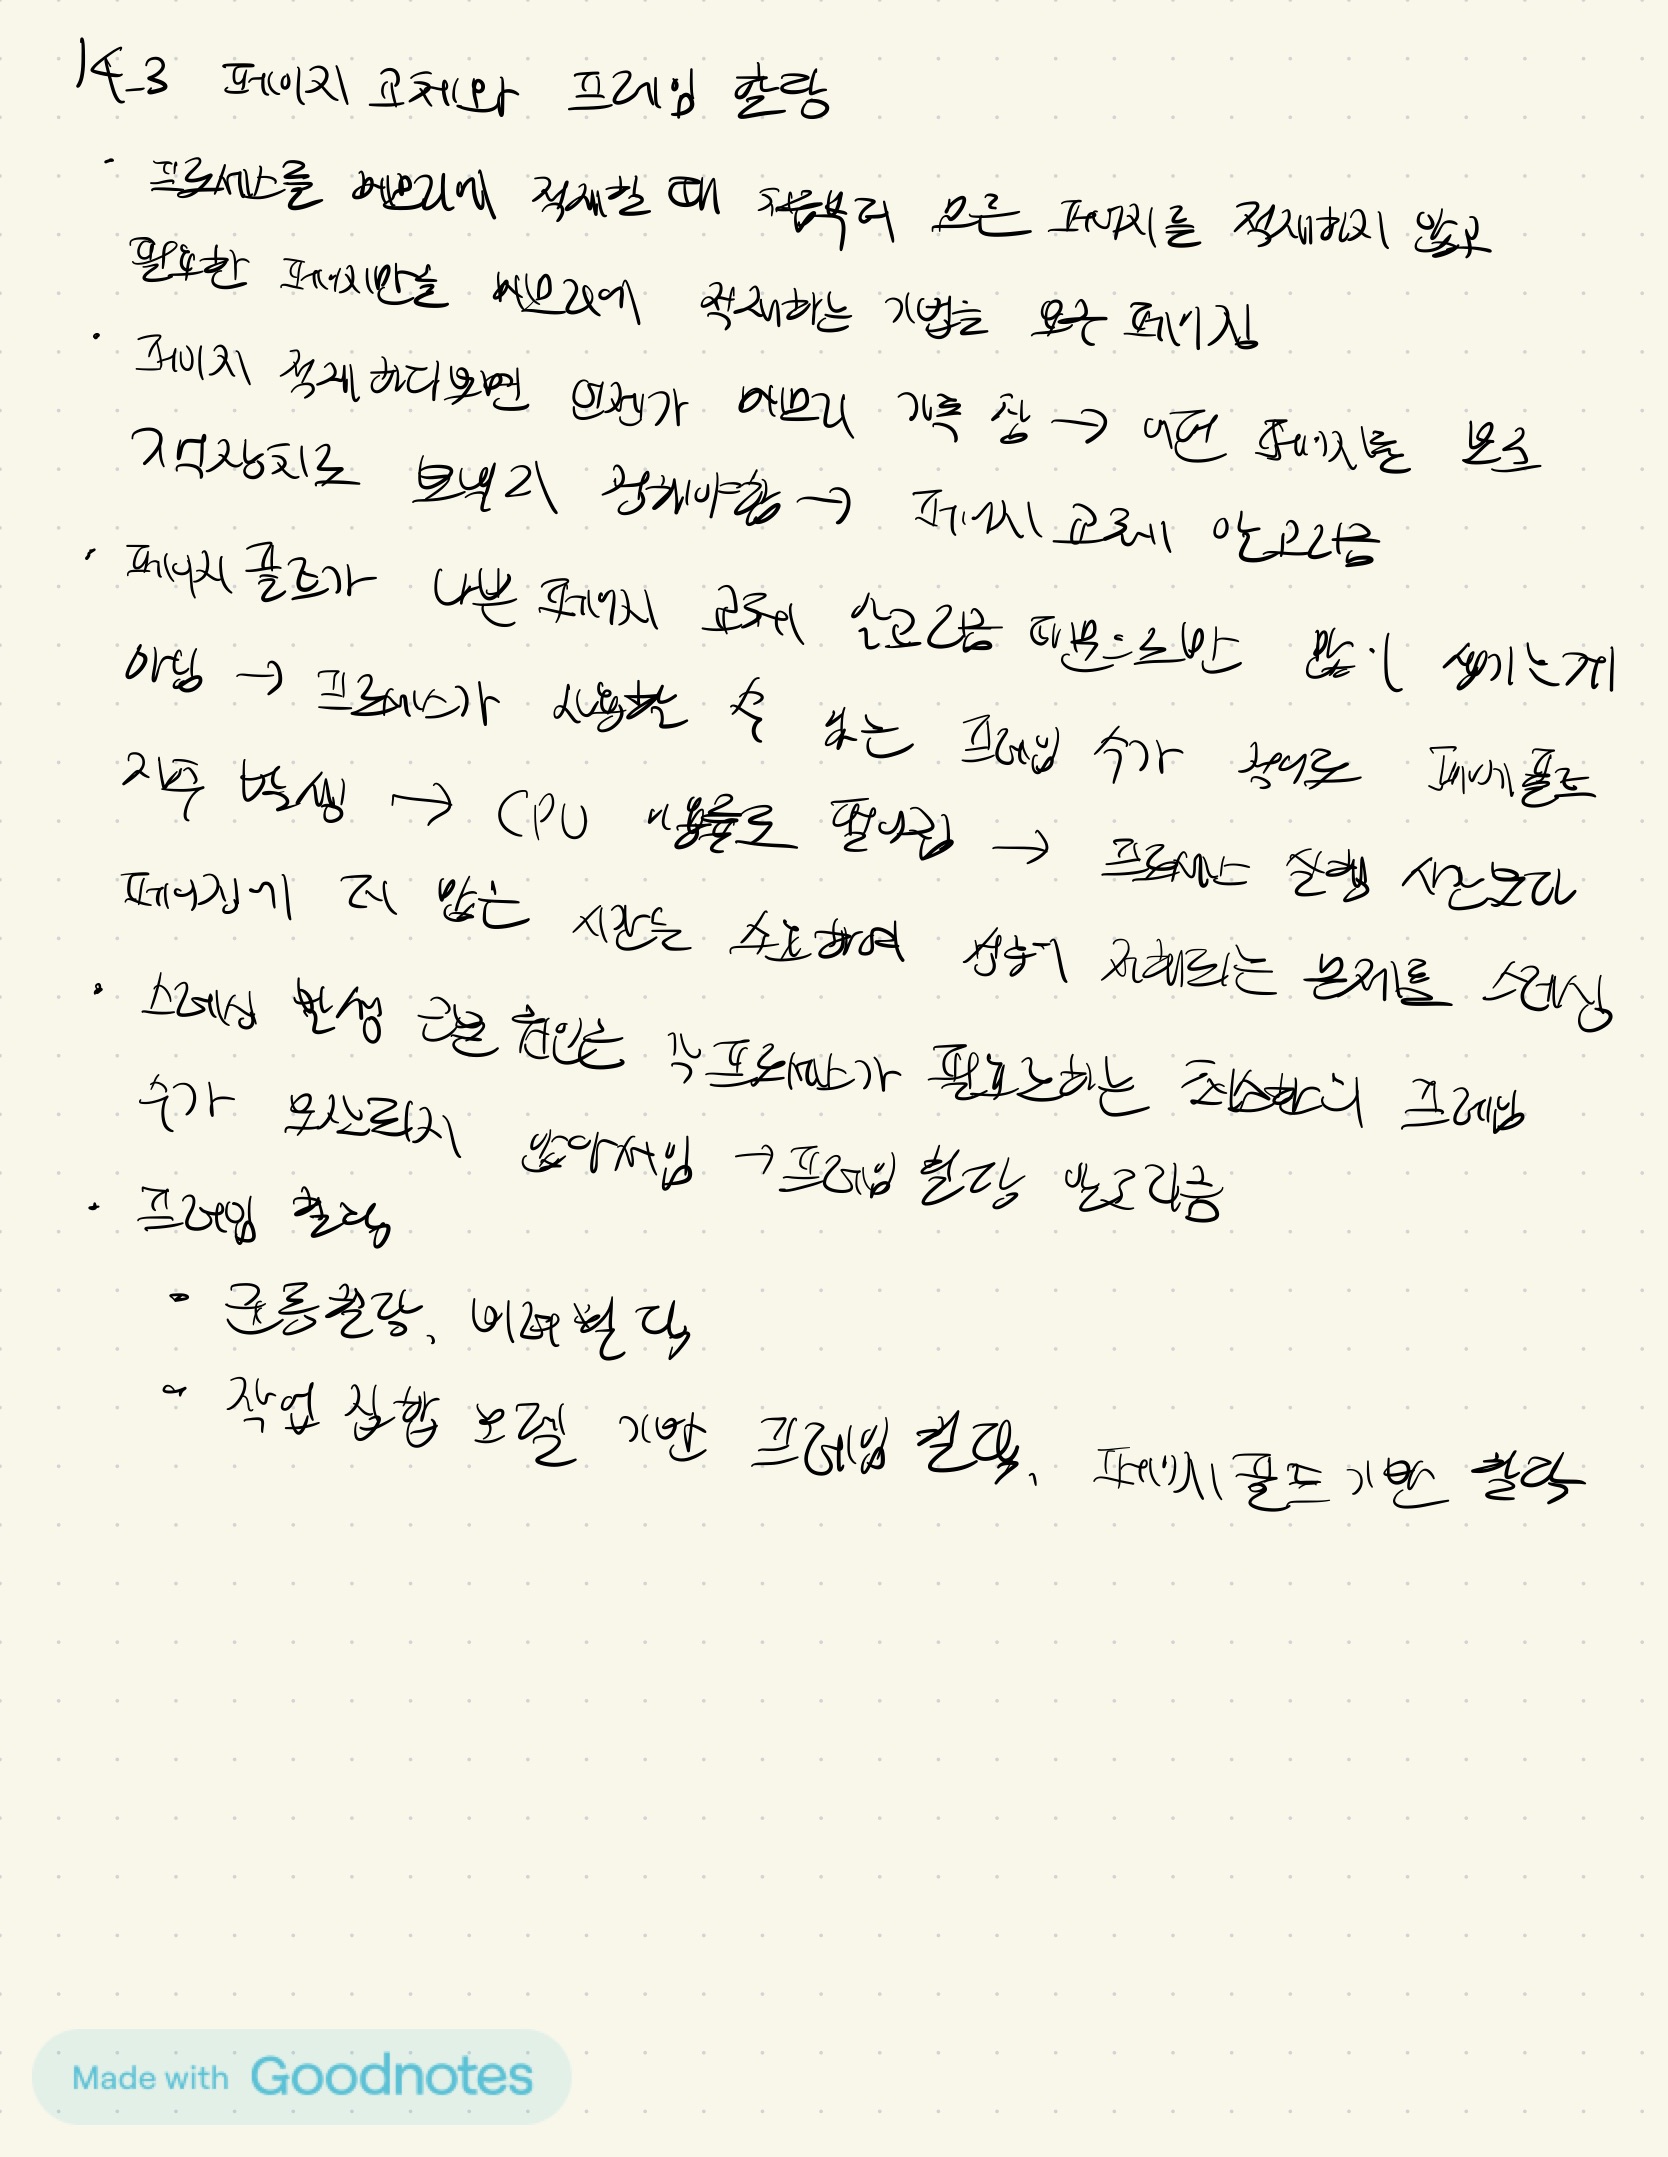 14-3 페이지 교체와 프레임 할당
· 프로세스를 메모리에 적재할 때 처음부터 모든 페이지를 적재하지 않고
필요한 페이지만을 메모리에 적재하는 기법을 요구 페이징
· 페이지 적재하다보면 언젠가 메모리 가득 참 → 어떤 페이지를 보조
기억장치로 보낼지 정해야함 → 페이지 교체 알고리즘
· 페이지 폴트가 나쁜 페이지 교체 알고리즘 때문으로만 많이 생기는게
아님 → 프로세스가 사용할 수 있는 프레임 수가 적어도 페이지 폴트
자주 발생 → CPU 이용률도 떨어짐 → 프로세스 실행 시간보다
페이징이 더 많은 시간을 소요하여 성능이 저해되는 문제를 스레싱
· 스레싱 발생 근본 원인은 각 프로세스가 필요로하는 최소한의 프레임
수가 보장되지 않아서임 → 프레임 할당 알고리즘
· 프레임 할당
· 균등할당, 비례할당
· 작업 집합 모델 기반 프레임 할당, 페이지 폴트 기반 할당
Made with Goodnotes